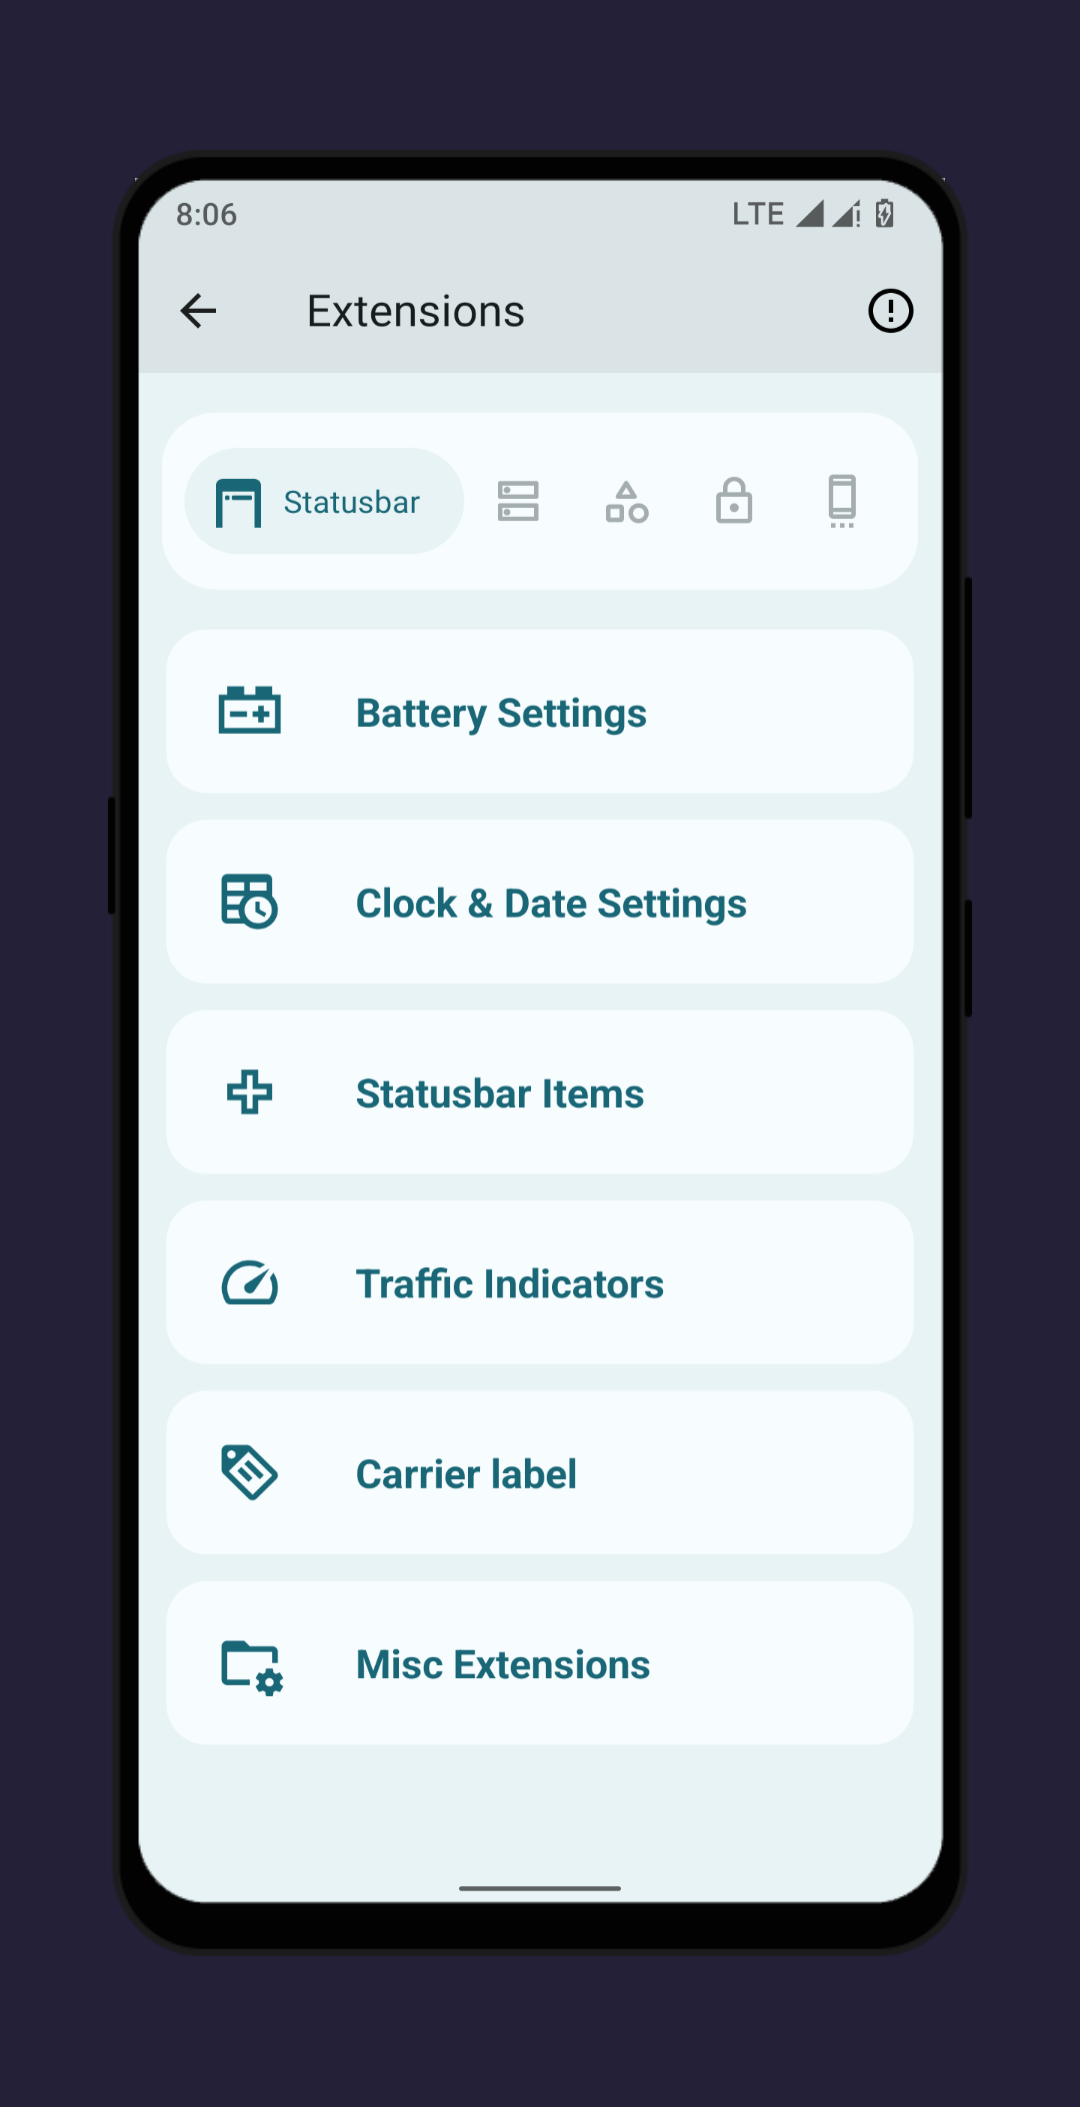 8:06 LTE
Extensions
Statusbar
Battery Settings
Clock & Date Settings
Statusbar Items
Traffic Indicators
Carrier label
Misc Extensions